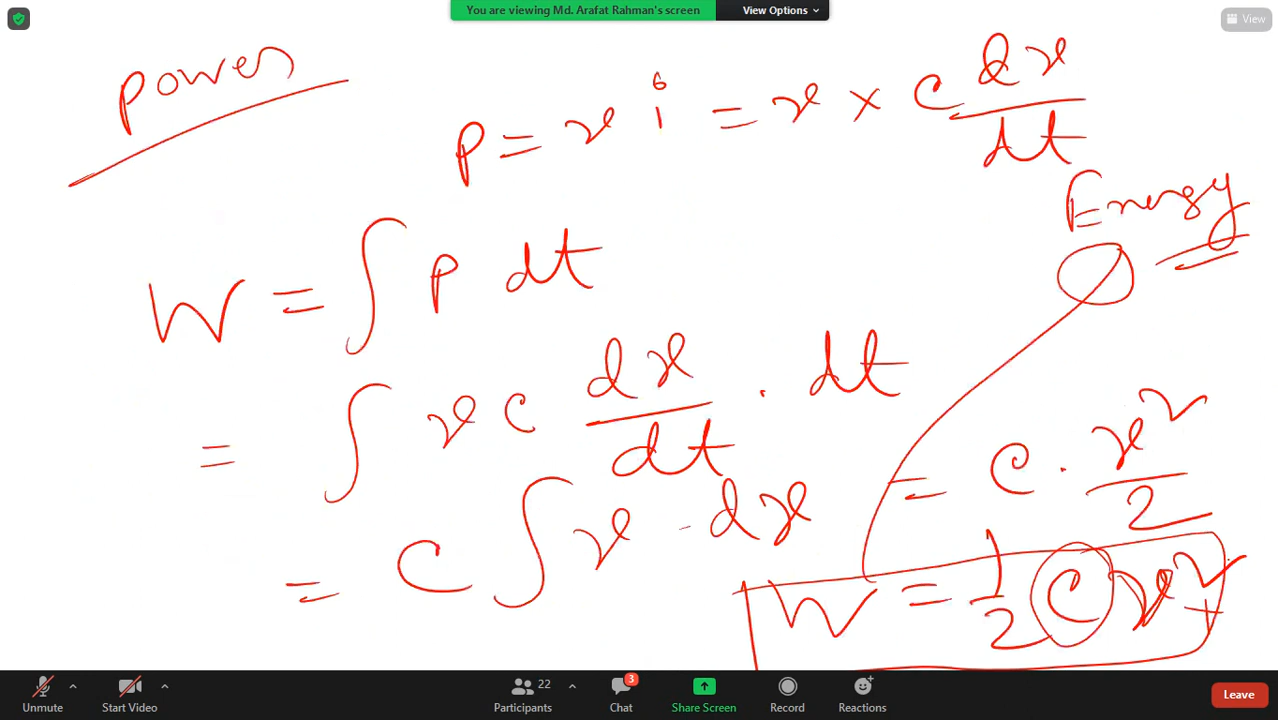 You are viewing Md. Arafat Rahman's screen
View Options
View
Power
P = v i = v × c dv/dt
Energy
W = ∫ P dt
= ∫ v c dv/dt . dt
= c ∫ v - dv
= c . v²/2
W = 1/2 c v²
Unmute
Start Video
22
Participants
3
Chat
Share Screen
Record
Reactions
Leave